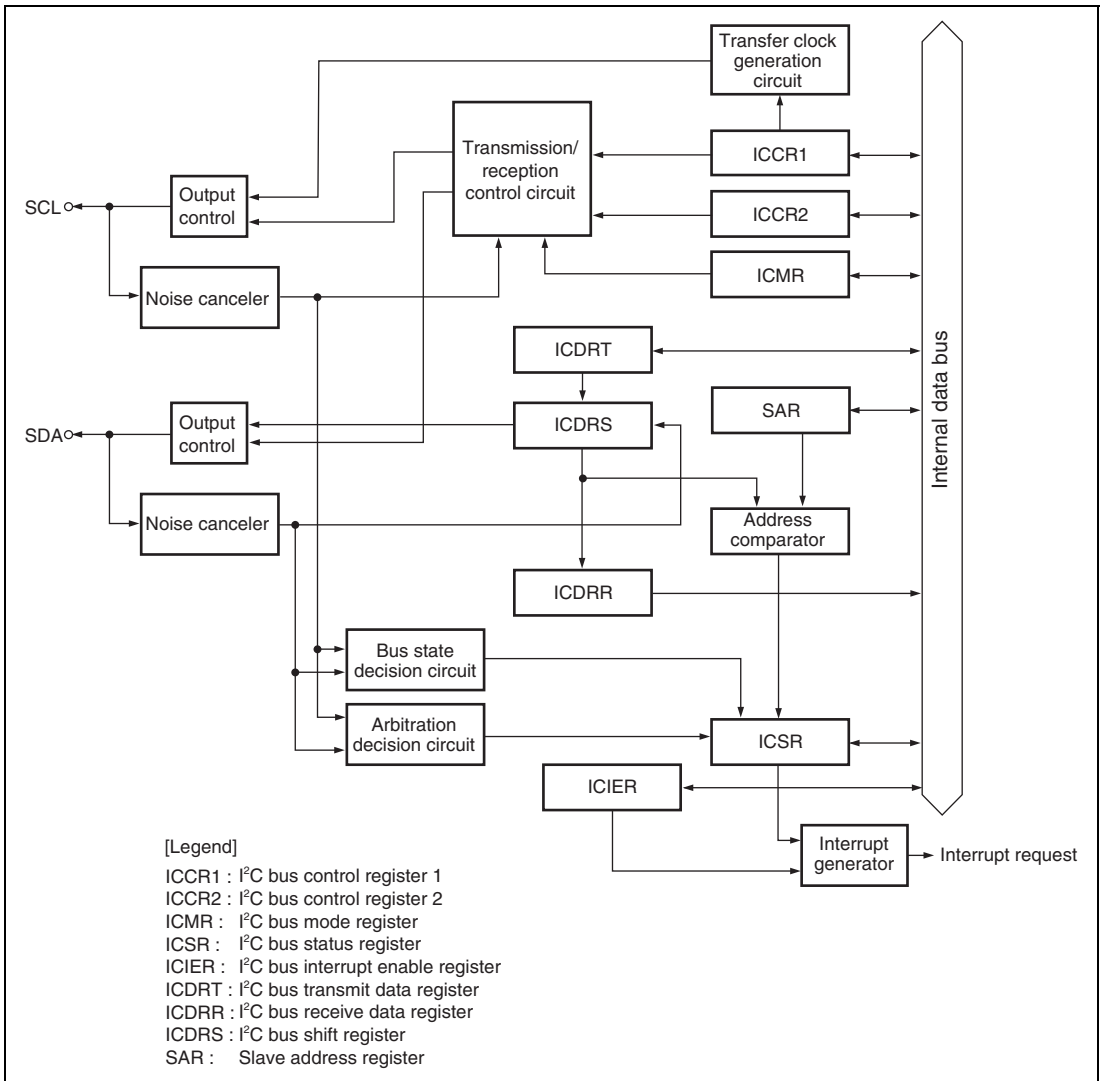 Transfer clock
generation
circuit
Transmission/
reception
control circuit
ICCR1
SCL
Output
control
ICCR2
ICMR
Noise canceler
ICDRT
Internal data bus
SDA
Output
control
ICDRS
SAR
Noise canceler
Address
comparator
ICDRR
Bus state
decision circuit
Arbitration
decision circuit
ICSR
ICIER
Interrupt
generator
Interrupt request
[Legend]
ICCR1 : I²C bus control register 1
ICCR2 : I²C bus control register 2
ICMR : I²C bus mode register
ICSR : I²C bus status register
ICIER : I²C bus interrupt enable register
ICDRT : I²C bus transmit data register
ICDRR : I²C bus receive data register
ICDRS : I²C bus shift register
SAR : Slave address register